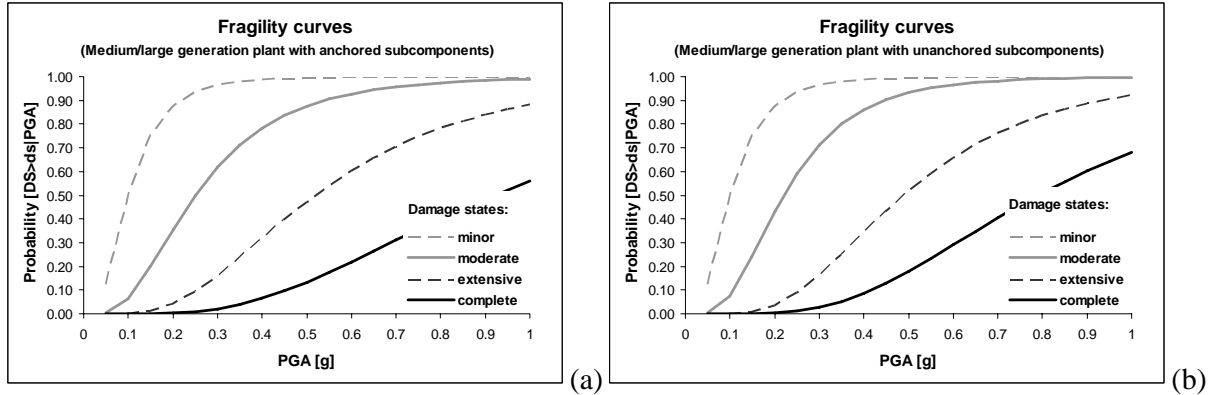 Fragility curves
(Medium/large generation plant with anchored subcomponents)
Probability [DS>ds|PGA]
1.00
0.90
0.80
0.70
0.60
0.50
0.40
0.30
0.20
0.10
0.00
0 0.1 0.2 0.3 0.4 0.5 0.6 0.7 0.8 0.9 1
PGA [g]
Damage states:
minor
moderate
extensive
complete
(a)
Fragility curves
(Medium/large generation plant with unanchored subcomponents)
Probability [DS>ds|PGA]
1.00
0.90
0.80
0.70
0.60
0.50
0.40
0.30
0.20
0.10
0.00
0 0.1 0.2 0.3 0.4 0.5 0.6 0.7 0.8 0.9 1
PGA [g]
Damage states:
minor
moderate
extensive
complete
(b)